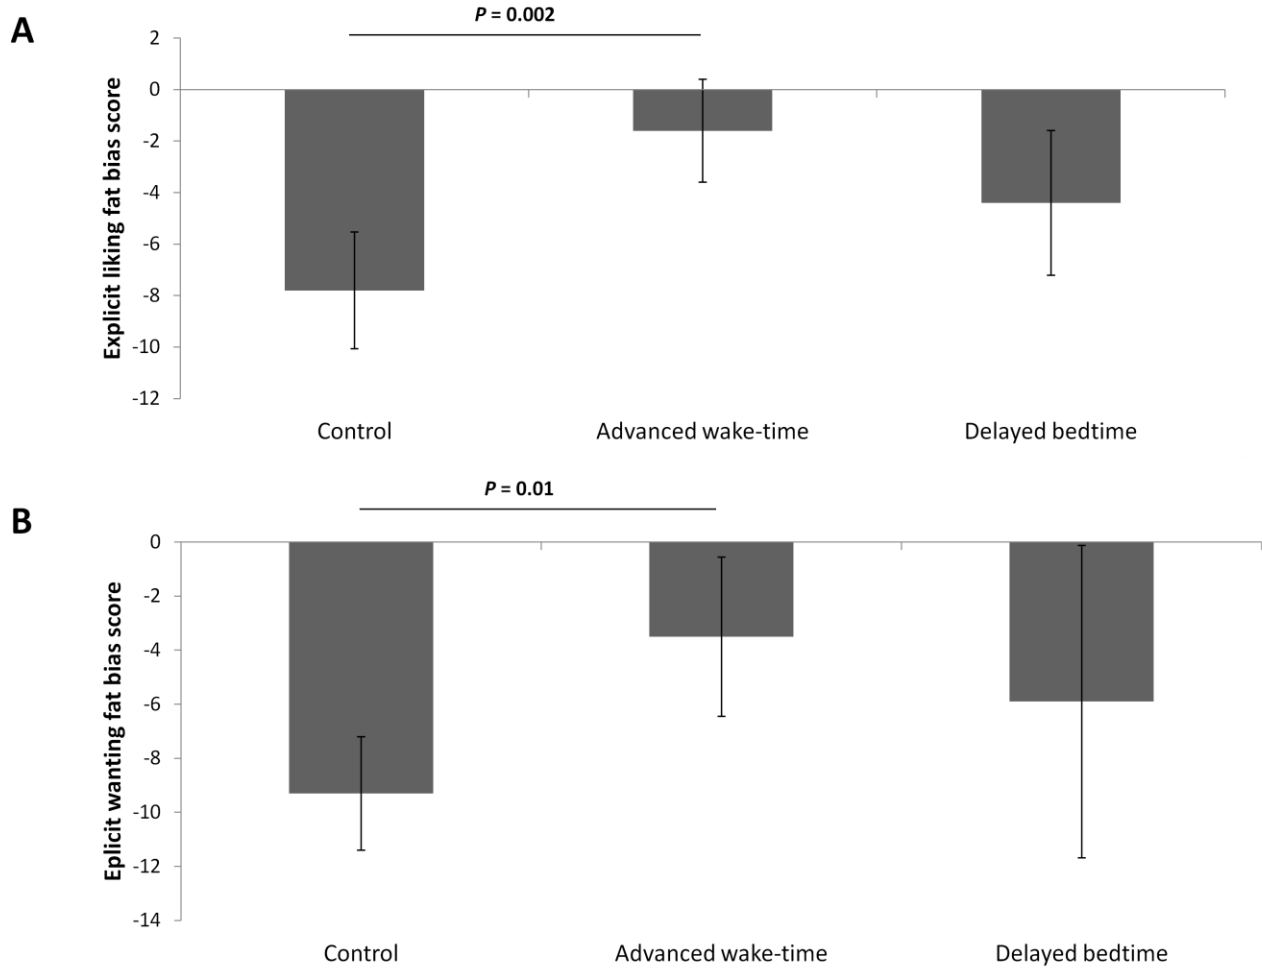 A
P = 0.002
Explicit liking fat bias score
2
0
-2
-4
-6
-8
-10
-12
Control
Advanced wake-time
Delayed bedtime
B
P = 0.01
Eplicit wanting fat bias score
0
-2
-4
-6
-8
-10
-12
-14
Control
Advanced wake-time
Delayed bedtime